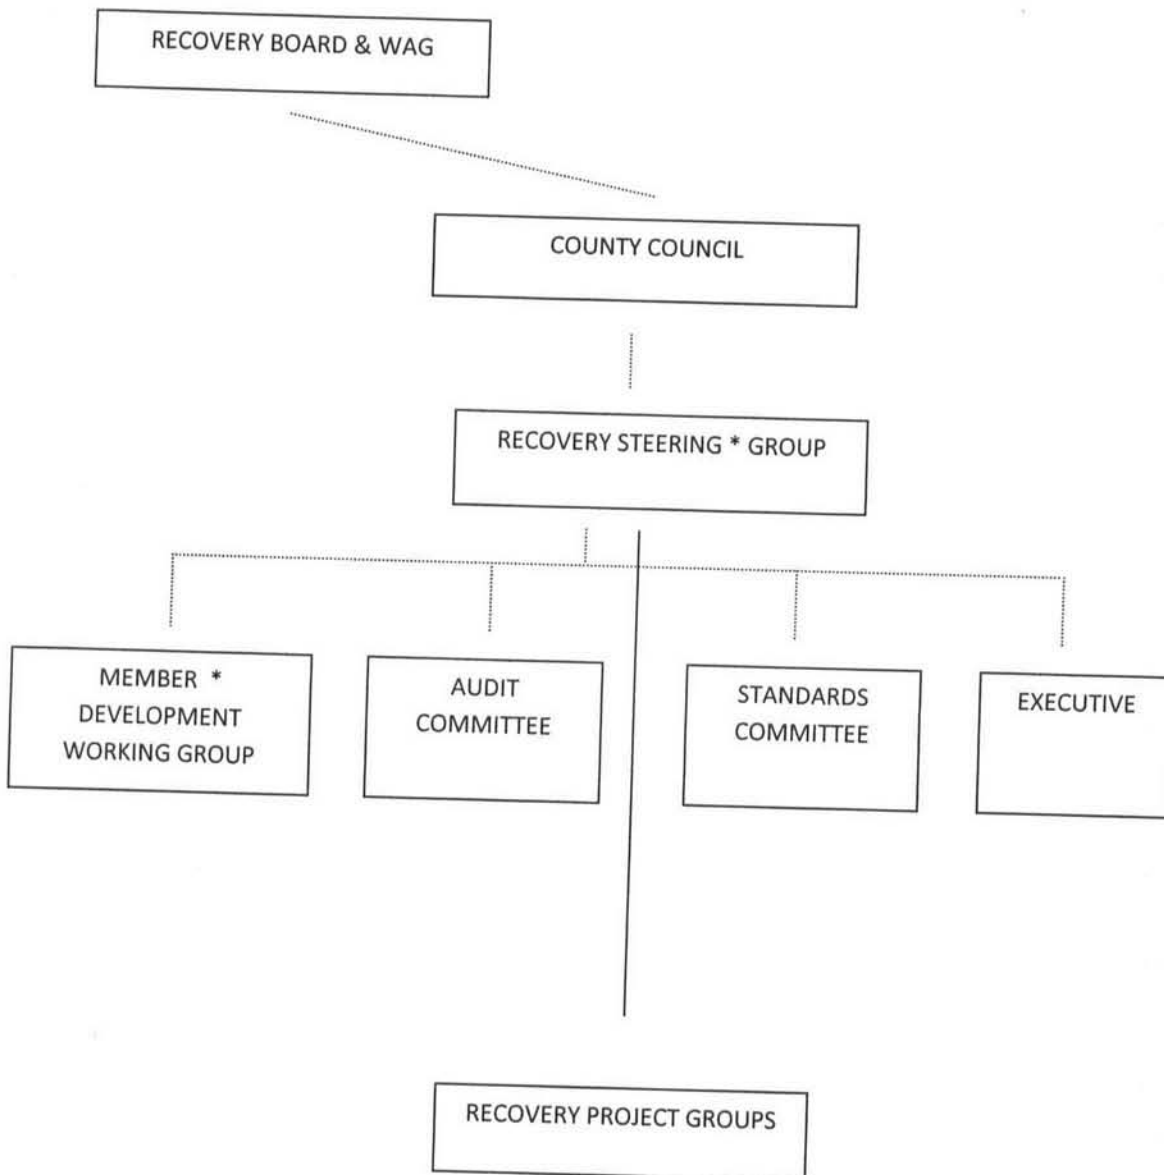 RECOVERY BOARD & WAG
COUNTY COUNCIL
RECOVERY STEERING * GROUP
MEMBER *
DEVELOPMENT
WORKING GROUP
AUDIT
COMMITTEE
STANDARDS
COMMITTEE
EXECUTIVE
RECOVERY PROJECT GROUPS